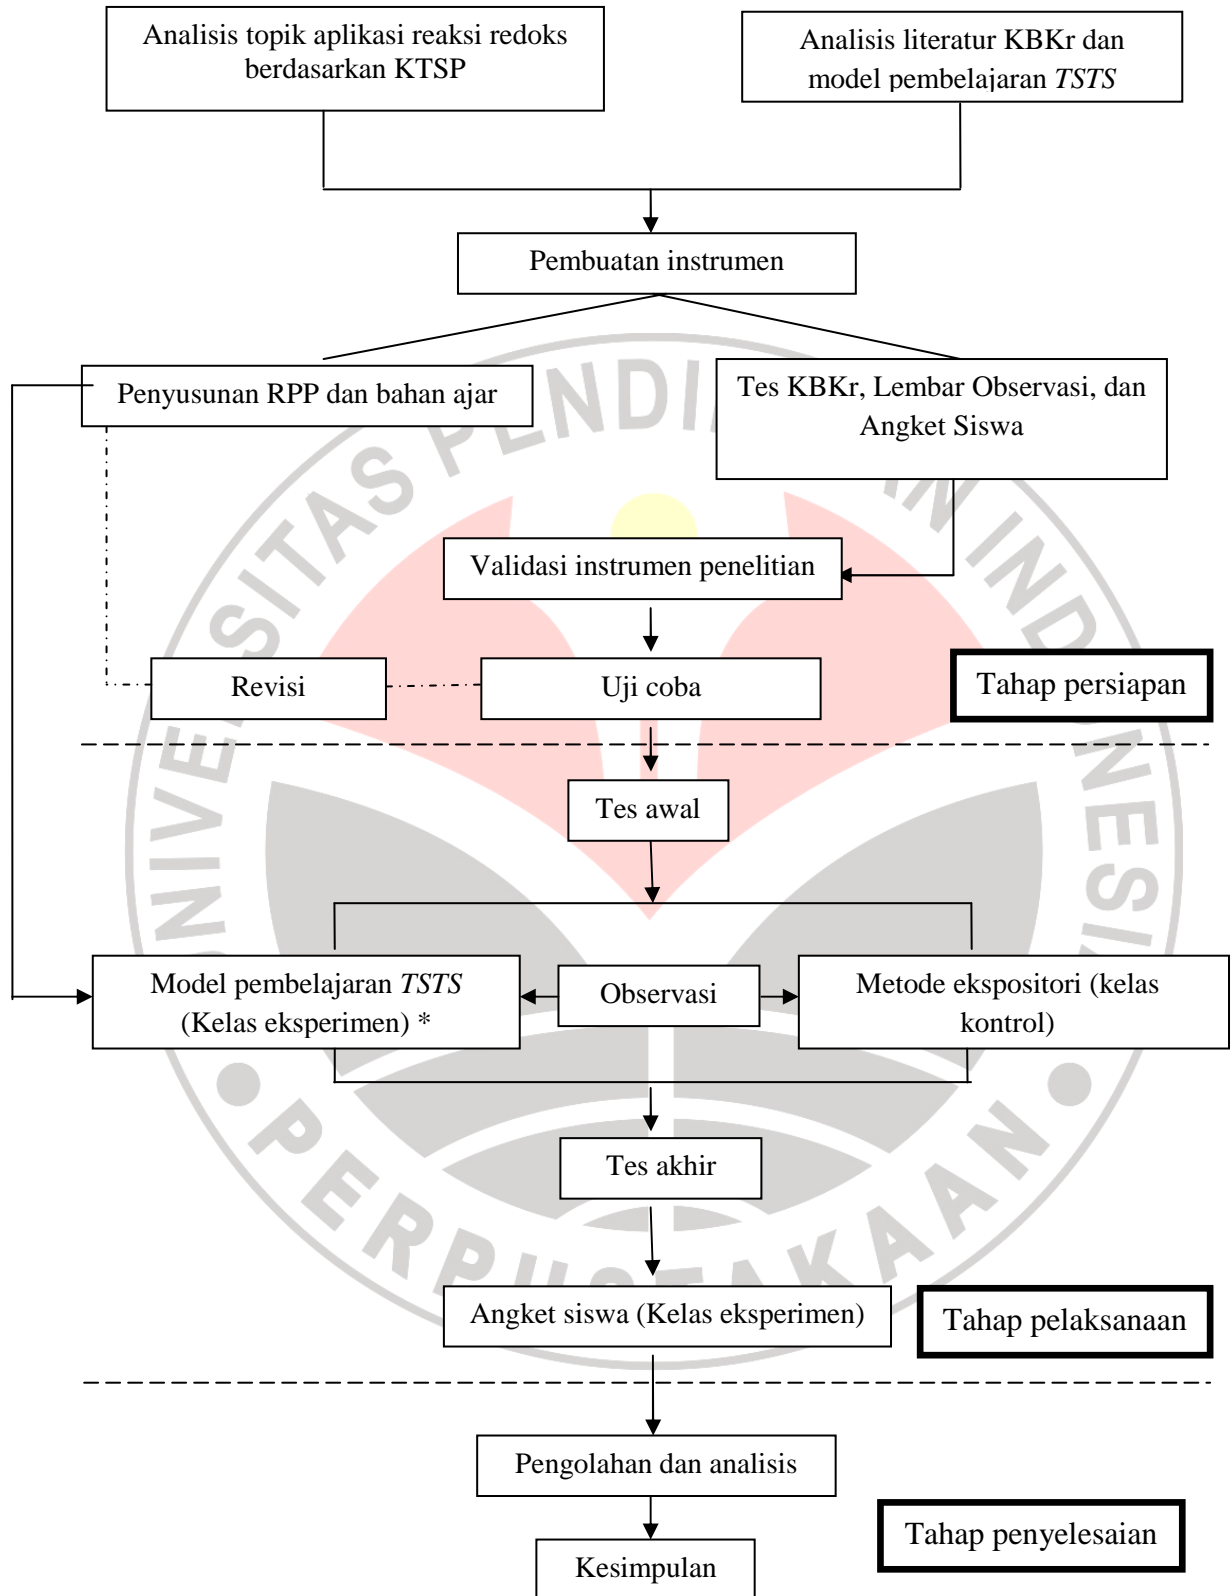 Analisis topik aplikasi reaksi redoks
berdasarkan KTSP
Analisis literatur KBKr dan
model pembelajaran TSTS
Pembuatan instrumen
Penyusunan RPP dan bahan ajar
Tes KBKr, Lembar Observasi, dan
Angket Siswa
Validasi instrumen penelitian
Revisi
Uji coba
Tahap persiapan
Tes awal
Model pembelajaran TSTS
(Kelas eksperimen) *
Observasi
Metode ekspositori (kelas
kontrol)
Tes akhir
Angket siswa (Kelas eksperimen)
Tahap pelaksanaan
Pengolahan dan analisis
Tahap penyelesaian
Kesimpulan
PERPUSTAKAAN